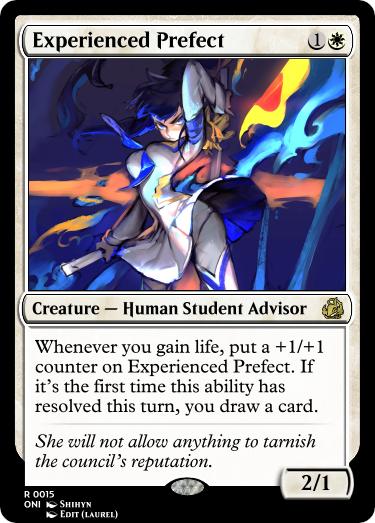 Experienced Prefect 1
Creature — Human Student Advisor
Whenever you gain life, put a +1/+1
counter on Experienced Prefect. If
it's the first time this ability has
resolved this turn, you draw a card.
She will not allow anything to tarnish
the council's reputation.
2/1
R 0015
ONI Shihyn
Edit (laurel)